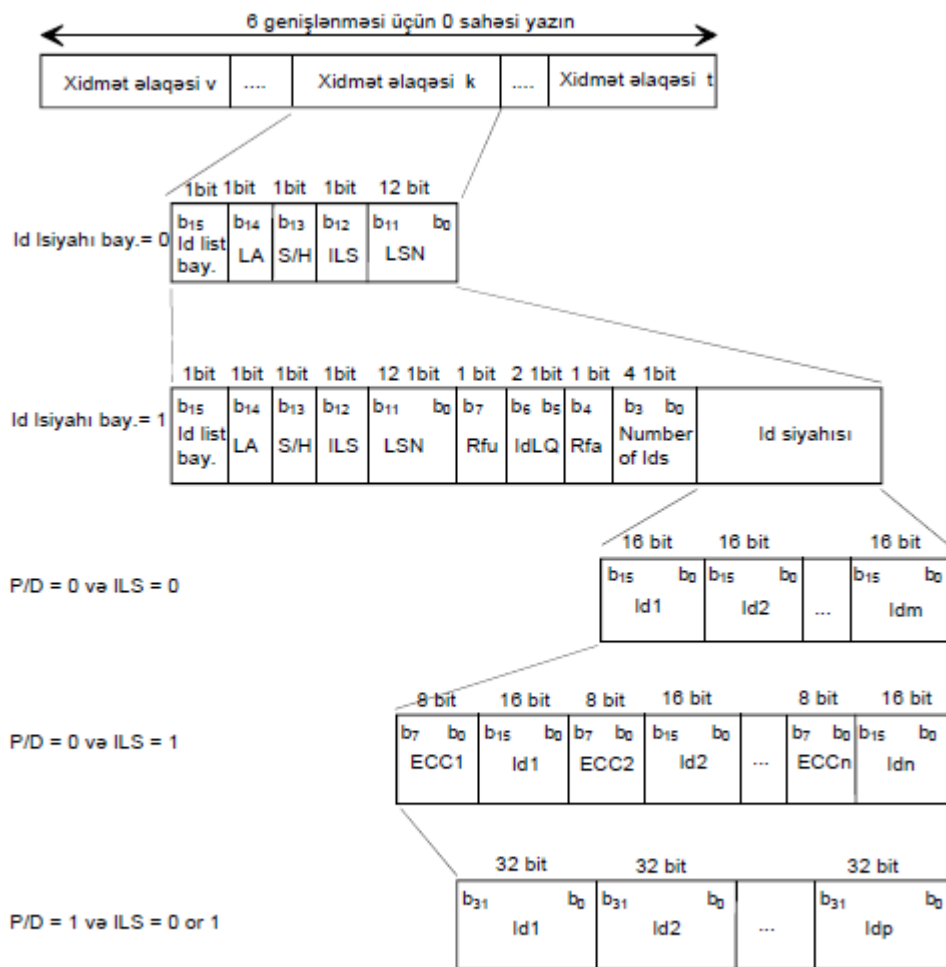 6 genişlənməsi üçün 0 sahəsi yazın
Xidmət əlaqəsi v .... Xidmət əlaqəsi k .... Xidmət əlaqəsi t
1bit 1bit 1bit 1bit 12 bit
Id lsiyahı bay.= 0
b15 b14 b13 b12 b11 b0
Id list LA S/H ILS LSN
bay.
1bit 1bit 1bit 1bit 12 1bit 1 bit 2 1bit 1 bit 4 1bit
Id lsiyahı bay.= 1
b15 b14 b13 b12 b11 b0 b7 b6 b5 b4 b3 b0
Id list LA S/H ILS LSN Rfu IdLQ Rfa Number Id siyahısı
bay. of Ids
16 bit 16 bit 16 bit
P/D = 0 və ILS = 0
b15 b0 b15 b0 b15 b0
Id1 Id2 ... Idm
8 bit 16 bit 8 bit 16 bit 8 bit 16 bit
P/D = 0 və ILS = 1
b7 b0 b15 b0 b7 b0 b15 b0 b7 b0 b15 b0
ECC1 Id1 ECC2 Id2 ... ECCn Idn
32 bit 32 bit 32 bit
P/D = 1 və ILS = 0 or 1
b31 b0 b31 b0 b31 b0
Id1 Id2 ... Idp